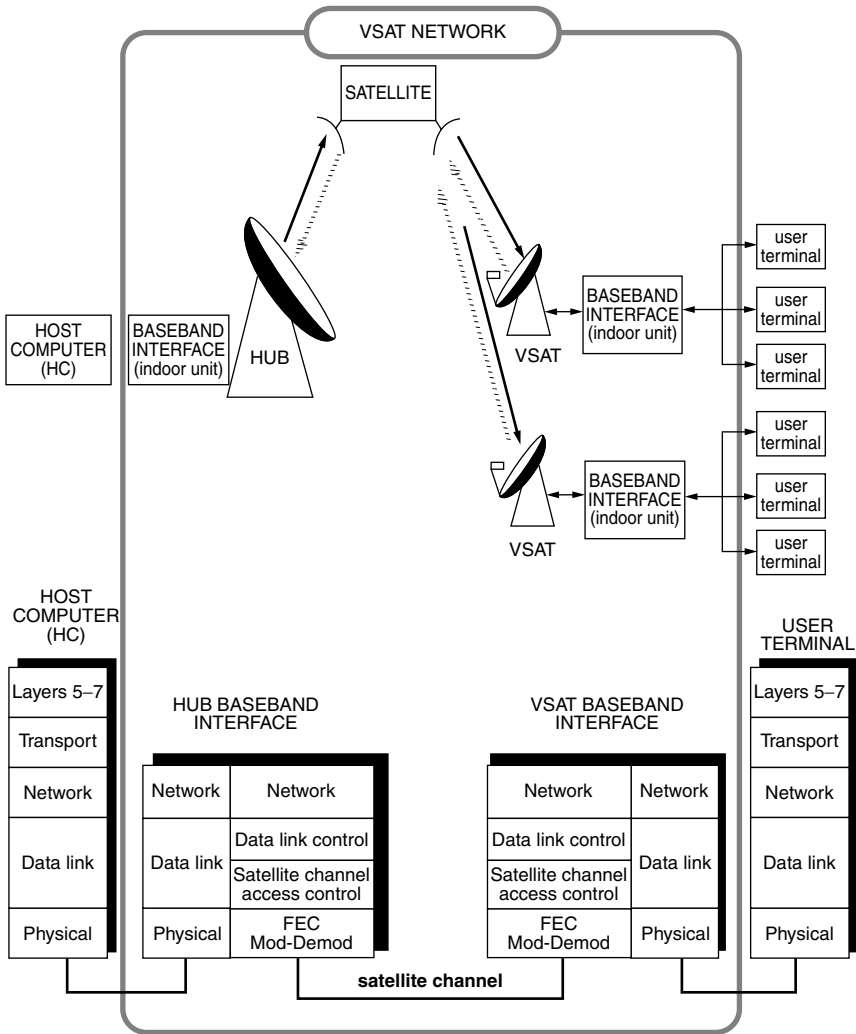 VSAT NETWORK
SATELLITE
HOST
COMPUTER
(HC)
BASEBAND
INTERFACE
(indoor unit)
HUB
VSAT
BASEBAND
INTERFACE
(indoor unit)
user
terminal
user
terminal
user
terminal
VSAT
BASEBAND
INTERFACE
(indoor unit)
user
terminal
user
terminal
user
terminal
HOST
COMPUTER
(HC)
Layers 5–7
Transport
Network
Data link
Physical
HUB BASEBAND
INTERFACE
Network
Data link
Physical
Network
Data link control
Satellite channel
access control
FEC
Mod-Demod
satellite channel
VSAT BASEBAND
INTERFACE
Network
Data link control
Satellite channel
access control
FEC
Mod-Demod
Network
Data link
Physical
USER
TERMINAL
Layers 5–7
Transport
Network
Data link
Physical